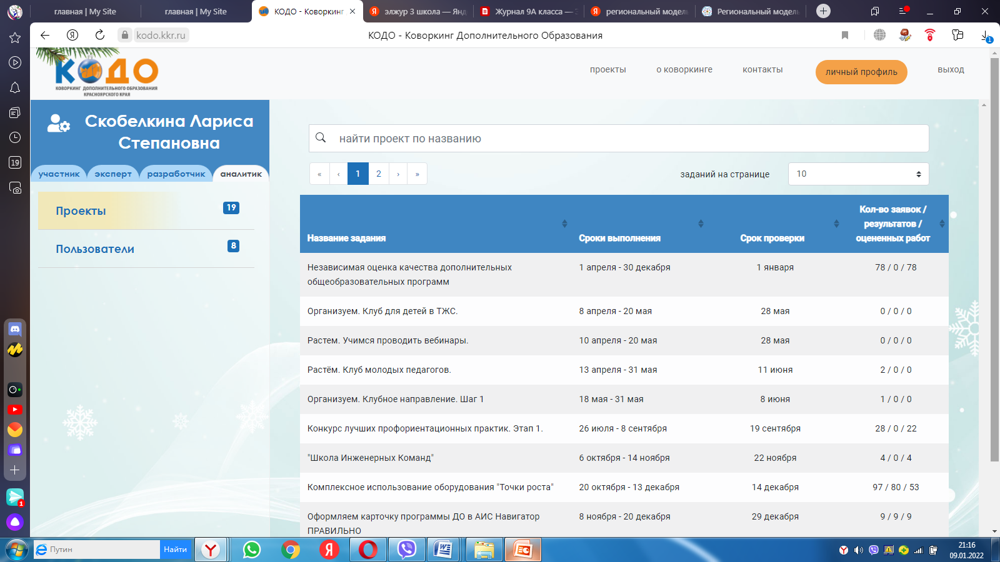 главная | My Site
главная | My Site
КОДО - Коворкинг
элжур 3 школа — Янд
Журнал 9А класса —
региональный модель
Региональный модель
kodo.kkr.ru
КОДО - Коворкинг Дополнительного Образования
1
КОДО
КОВОРКИНГ ДОПОЛНИТЕЛЬНОГО ОБРАЗОВАНИЯ
КРАСНОЯРСКОГО КРАЯ
проекты
о коворкинге
контакты
личный профиль
выход
Скобелкина Лариса
Степановна
участник
эксперт
разработчик
аналитик
Проекты
19
Пользователи
8
найти проект по названию
« ‹ 1 2 › »
заданий на странице
10
Название задания
Сроки выполнения
Срок проверки
Кол-во заявок /
результатов /
оцененных работ
Независимая оценка качества дополнительных
общеобразовательных программ
1 апреля - 30 декабря
1 января
78 / 0 / 78
Организуем. Клуб для детей в ТЖС.
8 апреля - 20 мая
28 мая
0 / 0 / 0
Растем. Учимся проводить вебинары.
10 апреля - 20 мая
28 мая
0 / 0 / 0
Растём. Клуб молодых педагогов.
13 апреля - 31 мая
11 июня
2 / 0 / 0
Организуем. Клубное направление. Шаг 1
18 мая - 31 мая
8 июня
1 / 0 / 0
Конкурс лучших профориентационных практик. Этап 1.
26 июля - 8 сентября
19 сентября
28 / 0 / 22
"Школа Инженерных Команд"
6 октября - 14 ноября
22 ноября
4 / 0 / 4
Комплексное использование оборудования "Точки роста"
20 октября - 13 декабря
14 декабря
97 / 80 / 53
Оформляем карточку программы ДО в АИС Навигатор
ПРАВИЛЬНО
8 ноября - 20 декабря
29 декабря
9 / 9 / 9
19
1
Путин
Найти
21:16
09.01.2022